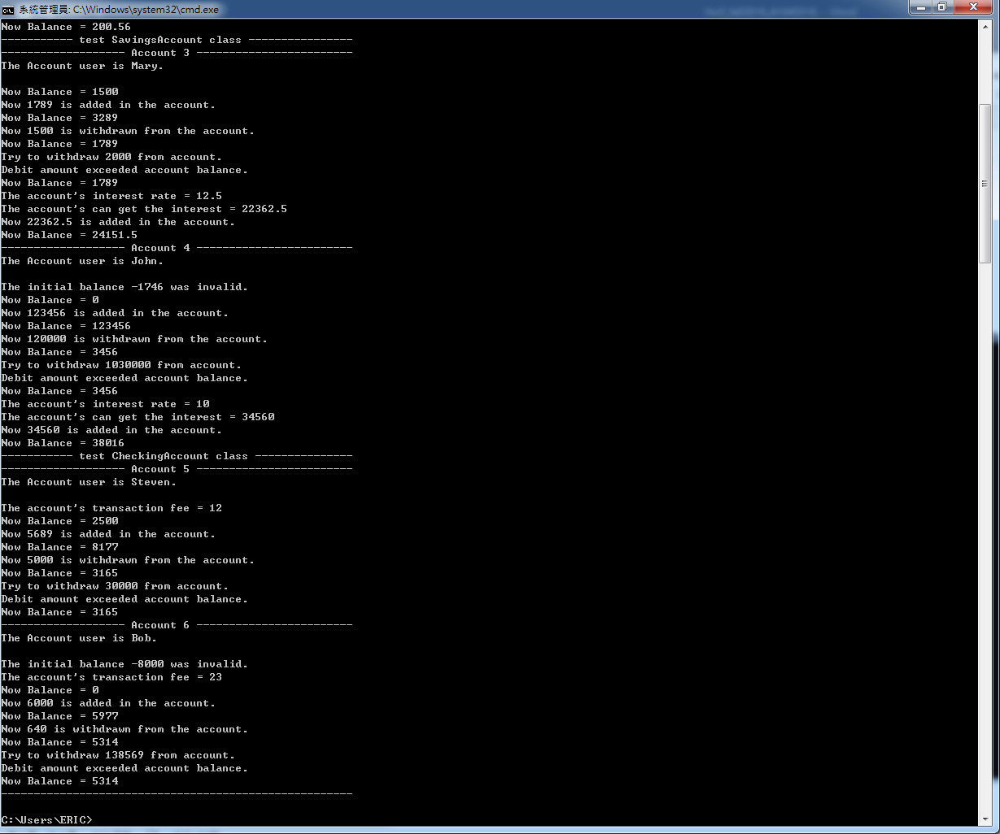 系統管理員: C:\Windows\system32\cmd.exe
Now Balance = 200.56
----------- test SavingsAccount class ----------------
------------------- Account 3 ------------------------
The Account user is Mary.
Now Balance = 1500
Now 1789 is added in the account.
Now Balance = 3289
Now 1500 is withdrawn from the account.
Now Balance = 1789
Try to withdraw 2000 from account.
Debit amount exceeded account balance.
Now Balance = 1789
The account's interest rate = 12.5
The account's can get the interest = 22362.5
Now 22362.5 is added in the account.
Now Balance = 24151.5
------------------- Account 4 ------------------------
The Account user is John.
The initial balance -1746 was invalid.
Now Balance = 0
Now 123456 is added in the account.
Now Balance = 123456
Now 120000 is withdrawn from the account.
Now Balance = 3456
Try to withdraw 1030000 from account.
Debit amount exceeded account balance.
Now Balance = 3456
The account's interest rate = 10
The account's can get the interest = 34560
Now 34560 is added in the account.
Now Balance = 38016
----------- test CheckingAccount class ---------------
------------------- Account 5 ------------------------
The Account user is Steven.
The account's transaction fee = 12
Now Balance = 2500
Now 5689 is added in the account.
Now Balance = 8177
Now 5000 is withdrawn from the account.
Now Balance = 3165
Try to withdraw 30000 from account.
Debit amount exceeded account balance.
Now Balance = 3165
------------------- Account 6 ------------------------
The Account user is Bob.
The initial balance -8000 was invalid.
The account's transaction fee = 23
Now Balance = 0
Now 6000 is added in the account.
Now Balance = 5977
Now 640 is withdrawn from the account.
Now Balance = 5314
Try to withdraw 138569 from account.
Debit amount exceeded account balance.
Now Balance = 5314
------------------------------------------------------
C:\Users\ERIC>